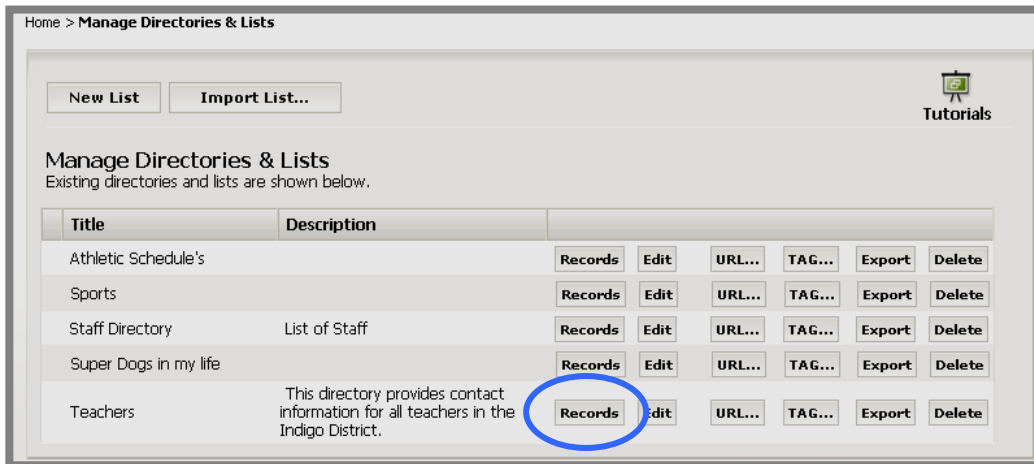 Home > Manage Directories & Lists
New List Import List...
Tutorials
Manage Directories & Lists
Existing directories and lists are shown below.
Title Description
Athletic Schedule's Records Edit URL... TAG... Export Delete
Sports Records Edit URL... TAG... Export Delete
Staff Directory List of Staff Records Edit URL... TAG... Export Delete
Super Dogs in my life Records Edit URL... TAG... Export Delete
This directory provides contact
Teachers information for all teachers in the Records Edit URL... TAG... Export Delete
Indigo District.